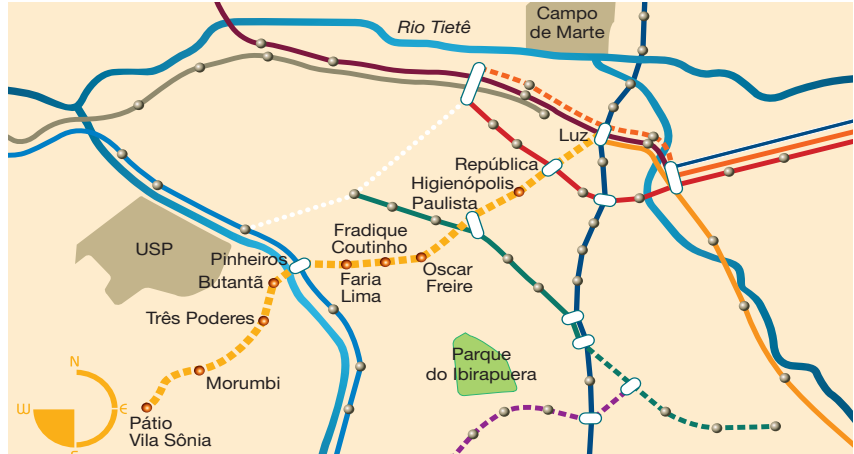 Campo
de Marte
Rio Tietê
Luz
República
Higienópolis
Paulista
Fradique
Coutinho
USP
Pinheiros
Butantã
Faria
Lima
Oscar
Freire
Três Poderes
Parque
do Ibirapuera
Morumbi
N
W
E
S
Pátio
Vila Sônia